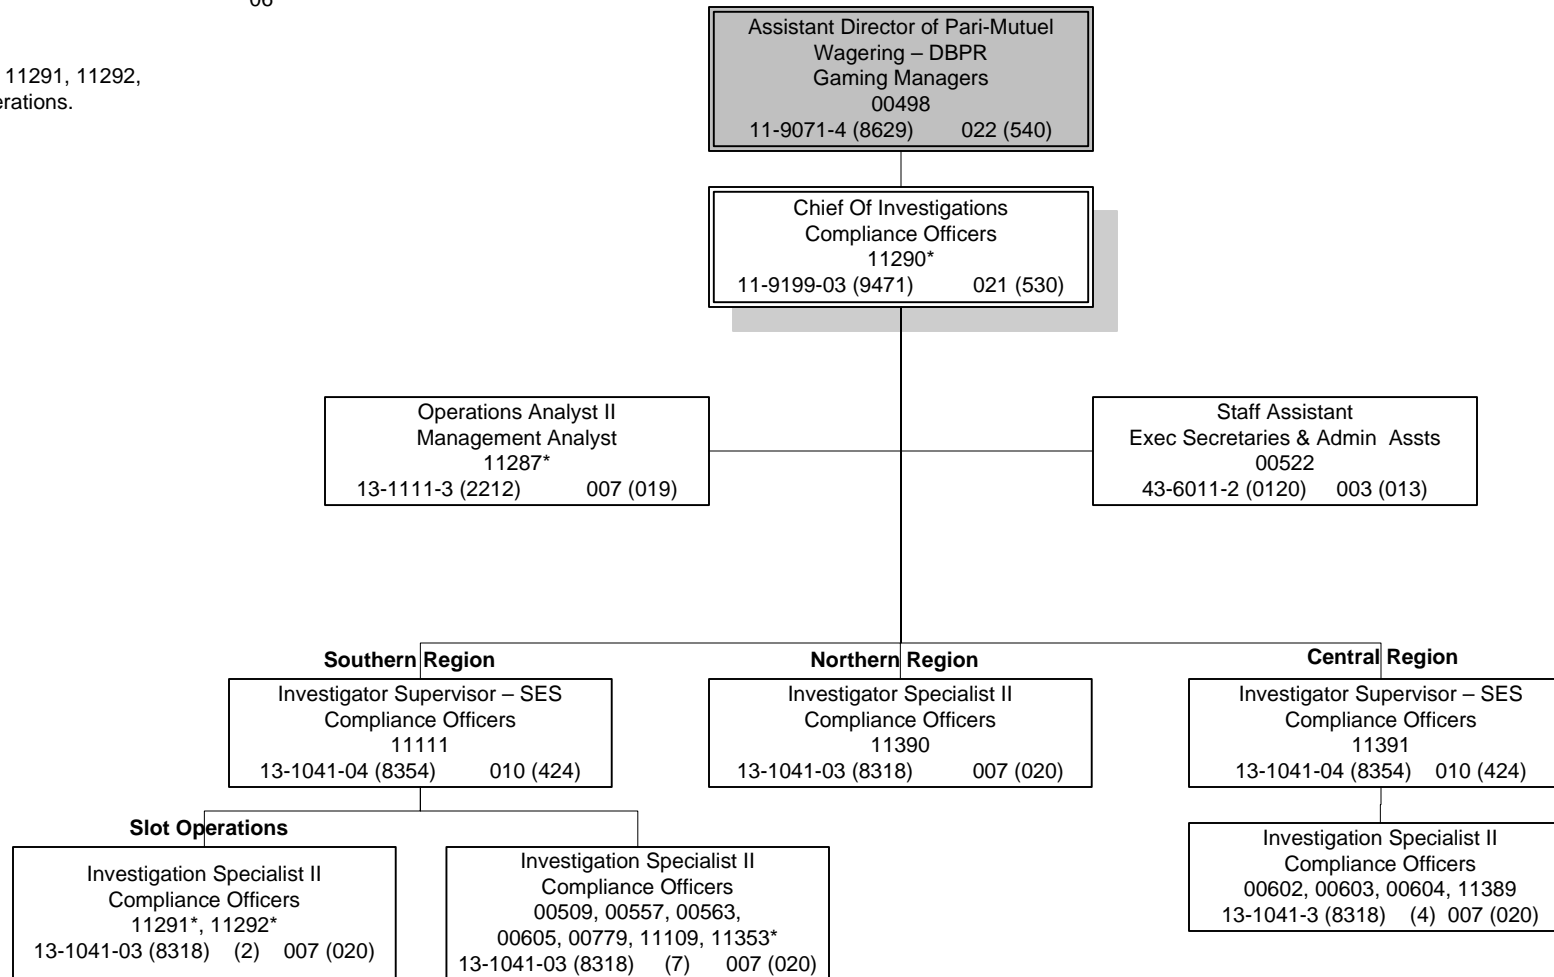 11291, 11292,
erations.
Assistant Director of Pari-Mutuel
Wagering – DBPR
Gaming Managers
00498
11-9071-4 (8629) 022 (540)
Chief Of Investigations
Compliance Officers
11290*
11-9199-03 (9471) 021 (530)
Operations Analyst II
Management Analyst
11287*
13-1111-3 (2212) 007 (019)
Staff Assistant
Exec Secretaries & Admin Assts
00522
43-6011-2 (0120) 003 (013)
Southern Region
Investigator Supervisor – SES
Compliance Officers
11111
13-1041-04 (8354) 010 (424)
Northern Region
Investigator Specialist II
Compliance Officers
11390
13-1041-03 (8318) 007 (020)
Central Region
Investigator Supervisor – SES
Compliance Officers
11391
13-1041-04 (8354) 010 (424)
Slot Operations
Investigation Specialist II
Compliance Officers
11291*, 11292*
13-1041-03 (8318) (2) 007 (020)
Investigation Specialist II
Compliance Officers
00509, 00557, 00563,
00605, 00779, 11109, 11353*
13-1041-03 (8318) (7) 007 (020)
Investigation Specialist II
Compliance Officers
00602, 00603, 00604, 11389
13-1041-3 (8318) (4) 007 (020)